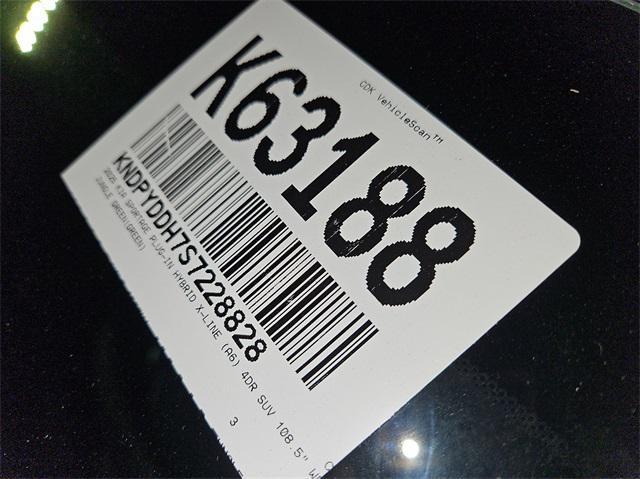 CDK VehicleScan™
K63188
KNDPYDDH7S7228828
2025 KIA SPORTAGE PLUG-IN HYBRID X-LINE (A6) 4DR SUV 108.5"
JUNGLE GREEN(GREEN)
3